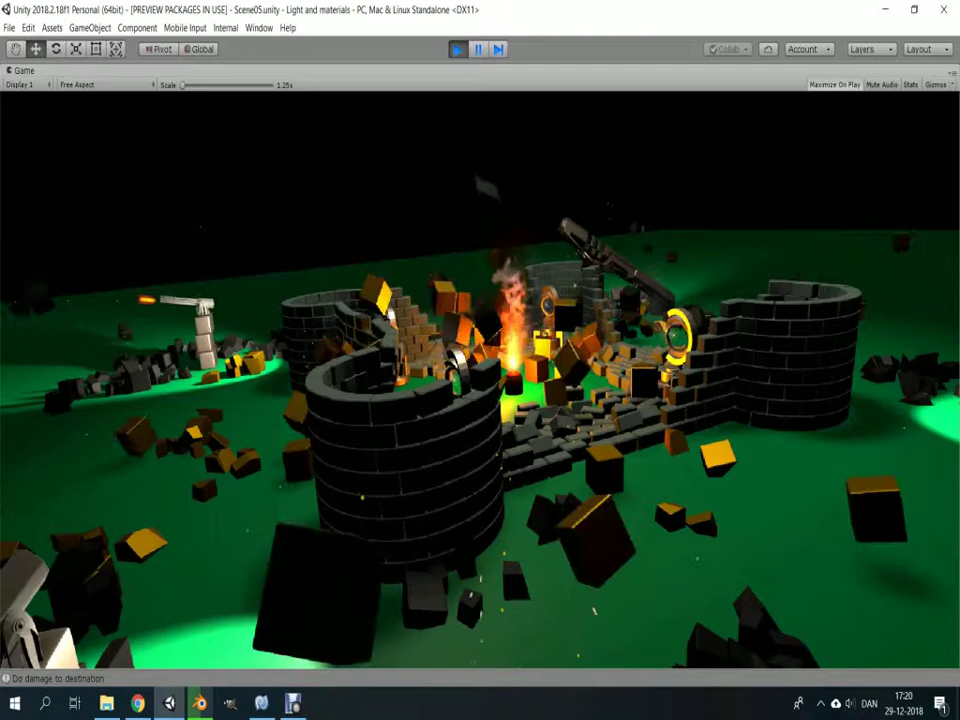 Unity 2018.2.18f1 Personal (64bit) - [PREVIEW PACKAGES IN USE] - Scene05.unity - Light and materials - PC, Mac & Linux Standalone <DX11>
File Edit Assets GameObject Component Mobile Input Internal Window Help
Pivot Global Collab Account Layers Layout
Game
Display 1 Free Aspect Scale 1.25x Maximize On Play Mute Audio Stats Gizmos
Do damage to destination
17:20
DAN
29-12-2018
1